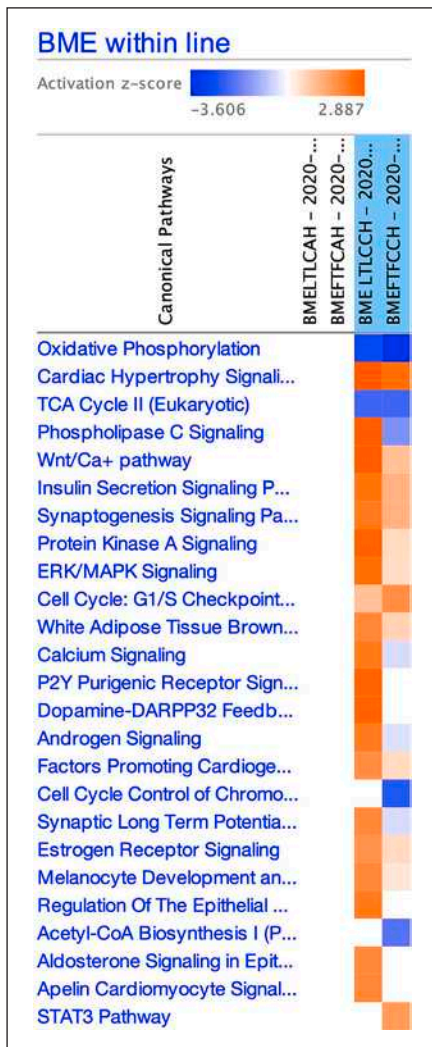 BME within line
Activation z-score
-3.606 2.887
Canonical Pathways
BMELTLCAH - 2020-...
BMEFTFCAH - 2020-...
BME LTLCCH - 2020...
BMEFTFCCH - 2020-...
Oxidative Phosphorylation
Cardiac Hypertrophy Signali...
TCA Cycle II (Eukaryotic)
Phospholipase C Signaling
Wnt/Ca+ pathway
Insulin Secretion Signaling P...
Synaptogenesis Signaling Pa...
Protein Kinase A Signaling
ERK/MAPK Signaling
Cell Cycle: G1/S Checkpoint...
White Adipose Tissue Brown...
Calcium Signaling
P2Y Purigenic Receptor Sign...
Dopamine-DARPP32 Feedb...
Androgen Signaling
Factors Promoting Cardioge...
Cell Cycle Control of Chromo...
Synaptic Long Term Potentia...
Estrogen Receptor Signaling
Melanocyte Development an...
Regulation Of The Epithelial ...
Acetyl-CoA Biosynthesis I (P...
Aldosterone Signaling in Epit...
Apelin Cardiomyocyte Signal...
STAT3 Pathway